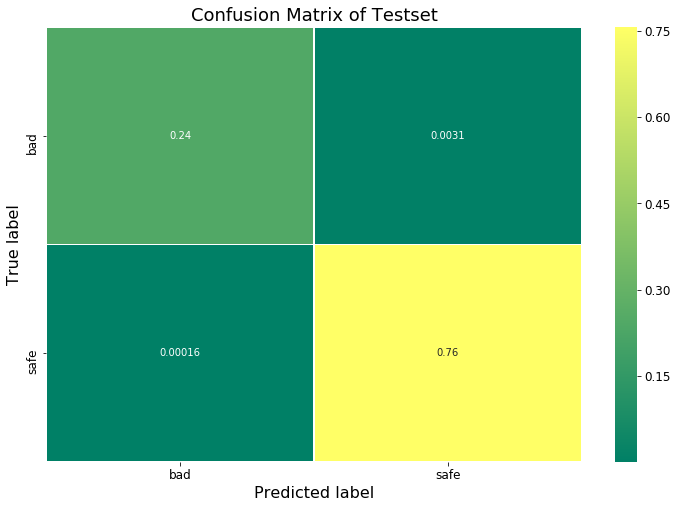 Confusion Matrix of Testset
0.75
0.60
0.45
0.30
0.15
True label
bad
0.24
0.0031
safe
0.00016
0.76
bad safe
Predicted label